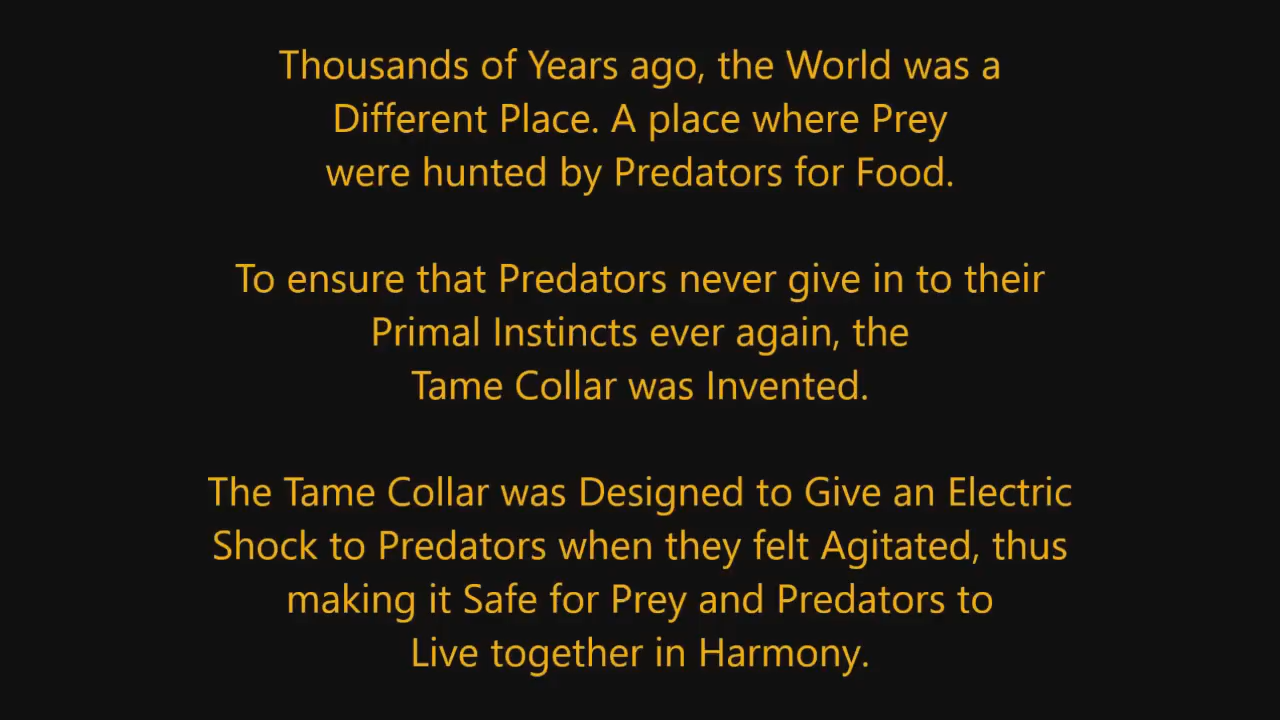 Thousands of Years ago, the World was a
Different Place. A place where Prey
were hunted by Predators for Food.
To ensure that Predators never give in to their
Primal Instincts ever again, the
Tame Collar was Invented.
The Tame Collar was Designed to Give an Electric
Shock to Predators when they felt Agitated, thus
making it Safe for Prey and Predators to
Live together in Harmony.